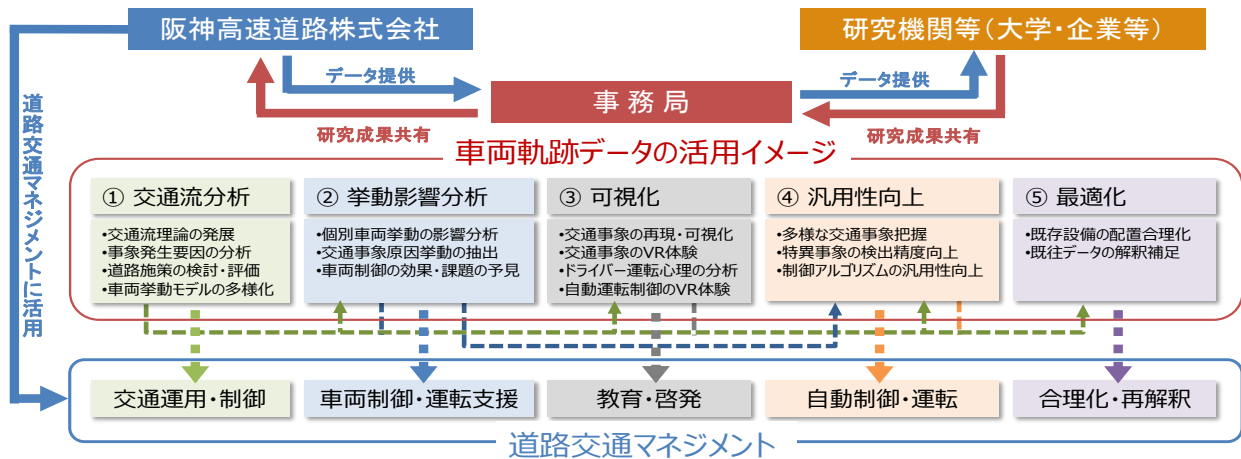 阪神高速道路株式会社
研究機関等(大学・企業等)
データ提供
データ提供
事務局
研究成果共有
研究成果共有
道路交通マネジメントに活用
車両軌跡データの活用イメージ
① 交通流分析
•交通流理論の発展
•事象発生要因の分析
•道路施策の検討・評価
•車両挙動モデルの多様化
② 挙動影響分析
•個別車両挙動の影響分析
•交通事象原因挙動の抽出
•車両制御の効果・課題の予見
③ 可視化
•交通事象の再現・可視化
•交通事象のVR体験
•ドライバー運転心理の分析
•自動運転制御のVR体験
④ 汎用性向上
•多様な交通事象把握
•特異事象の検出精度向上
•制御アルゴリズムの汎用性向上
⑤ 最適化
•既存設備の配置合理化
•既往データの解釈補足
交通運用・制御
車両制御・運転支援
教育・啓発
自動制御・運転
合理化・再解釈
道路交通マネジメント